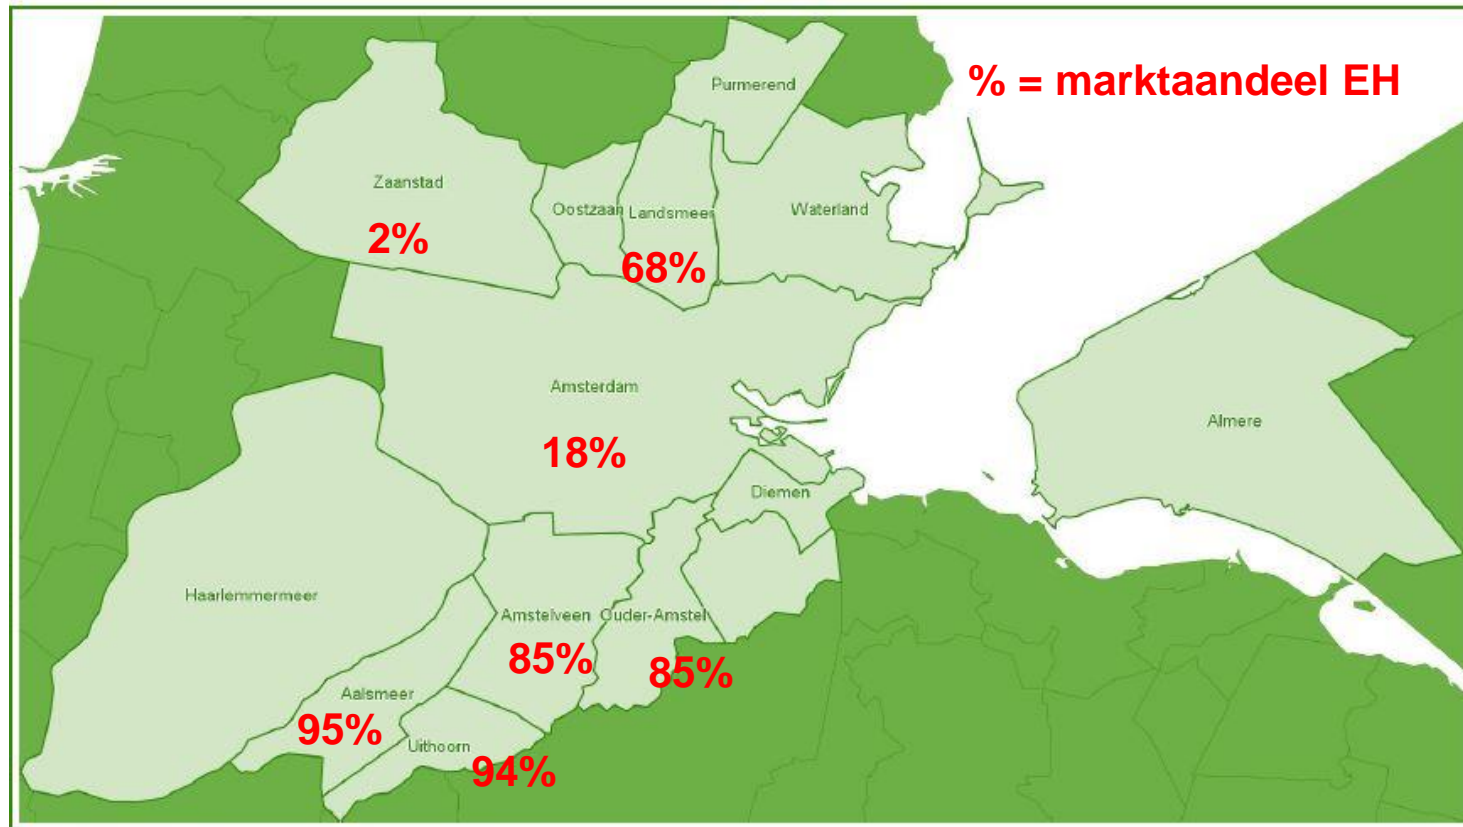 Purmerend
% = marktaandeel EH
Zaanstad
Oostzaan
Landsmeer
Waterland
2%
68%
Amsterdam
Almere
18%
Diemen
Haarlemmermeer
Amstelveen
Ouder-Amstel
85%
85%
Aalsmeer
95%
Uithoorn
94%